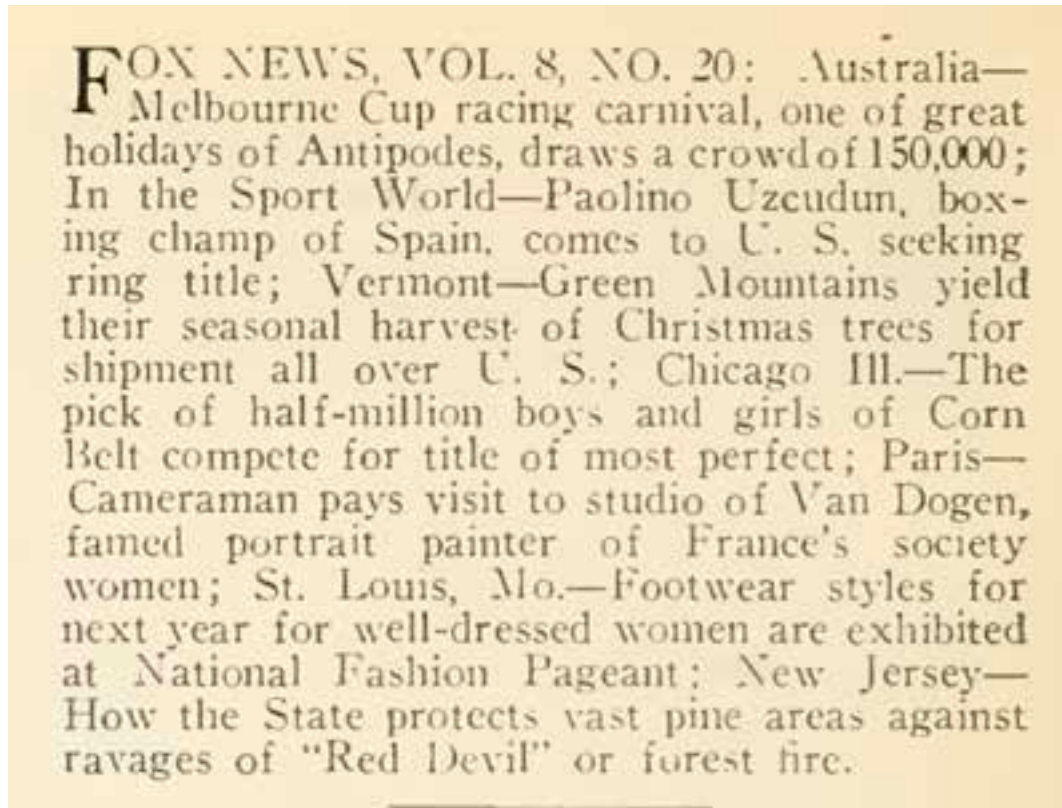 FOX NEWS, VOL. 8, NO. 20: Australia—
Melbourne Cup racing carnival, one of great
holidays of Antipodes, draws a crowd of 150,000;
In the Sport World—Paolino Uzcudun, box-
ing champ of Spain, comes to U. S. seeking
ring title; Vermont—Green Mountains yield
their seasonal harvest of Christmas trees for
shipment all over U. S.; Chicago Ill.—The
pick of half-million boys and girls of Corn
Belt compete for title of most perfect; Paris—
Cameraman pays visit to studio of Van Dogen,
famed portrait painter of France's society
women; St. Louis, Mo.—Footwear styles for
next year for well-dressed women are exhibited
at National Fashion Pageant; New Jersey—
How the State protects vast pine areas against
ravages of "Red Devil" or forest fire.